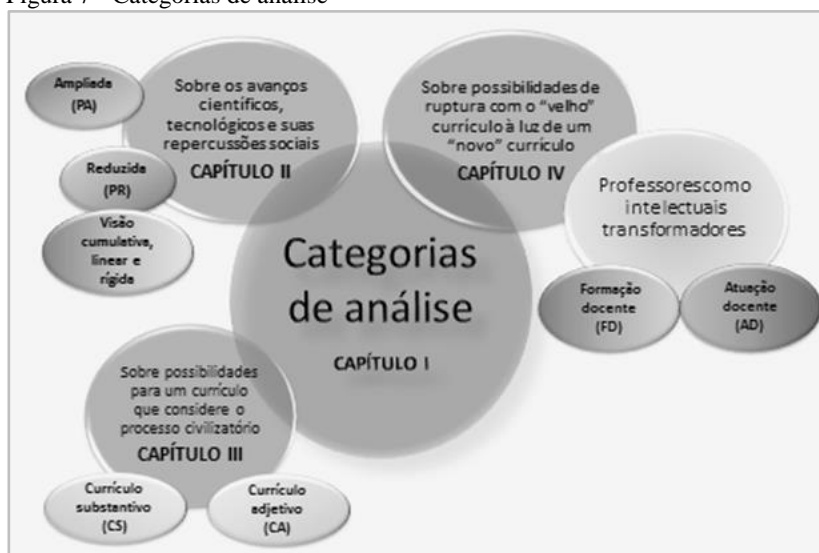 Figura 7 - Categorias de análise
Ampliada
(PA)
Reduzida
(PR)
Visão
cumulativa,
linear e
rígida
Sobre os avanços
científicos,
tecnológicos e suas
repercussões sociais
CAPÍTULO II
Sobre possibilidades de
ruptura com o “velho”
currículo à luz de um
“novo” currículo
CAPÍTULO IV
Professorescomo
intelectuais
transformadores
Formação
docente
(FD)
Atuação
docente
(AD)
Categorias
de análise
CAPÍTULO I
Sobre possibilidades
para um currículo
que considere o
processo civilizatório
CAPÍTULO III
Currículo
substantivo
(CS)
Currículo
adjetivo
(CA)